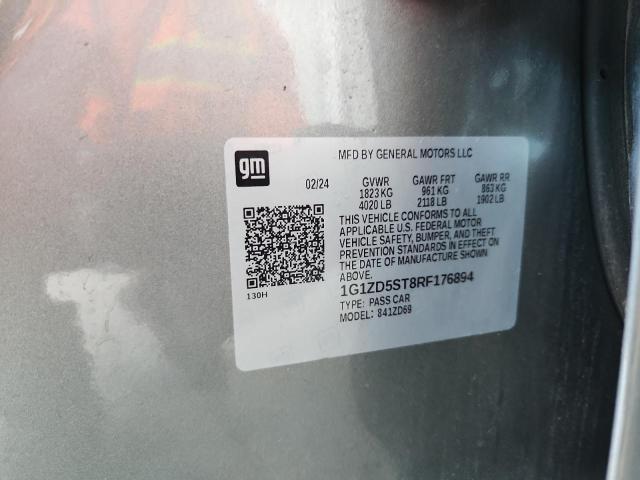 gm
MFD BY GENERAL MOTORS LLC
02/24 GVWR GAWR FRT GAWR RR
1823 KG 961 KG 863 KG
4020 LB 2118 LB 1902 LB
THIS VEHICLE CONFORMS TO ALL
APPLICABLE U.S. FEDERAL MOTOR
VEHICLE SAFETY, BUMPER, AND THEFT
PREVENTION STANDARDS IN EFFECT ON
THE DATE OF MANUFACTURE SHOWN
ABOVE.
1G1ZD5ST8RF176894
130H
TYPE: PASS CAR
MODEL: 841ZD69